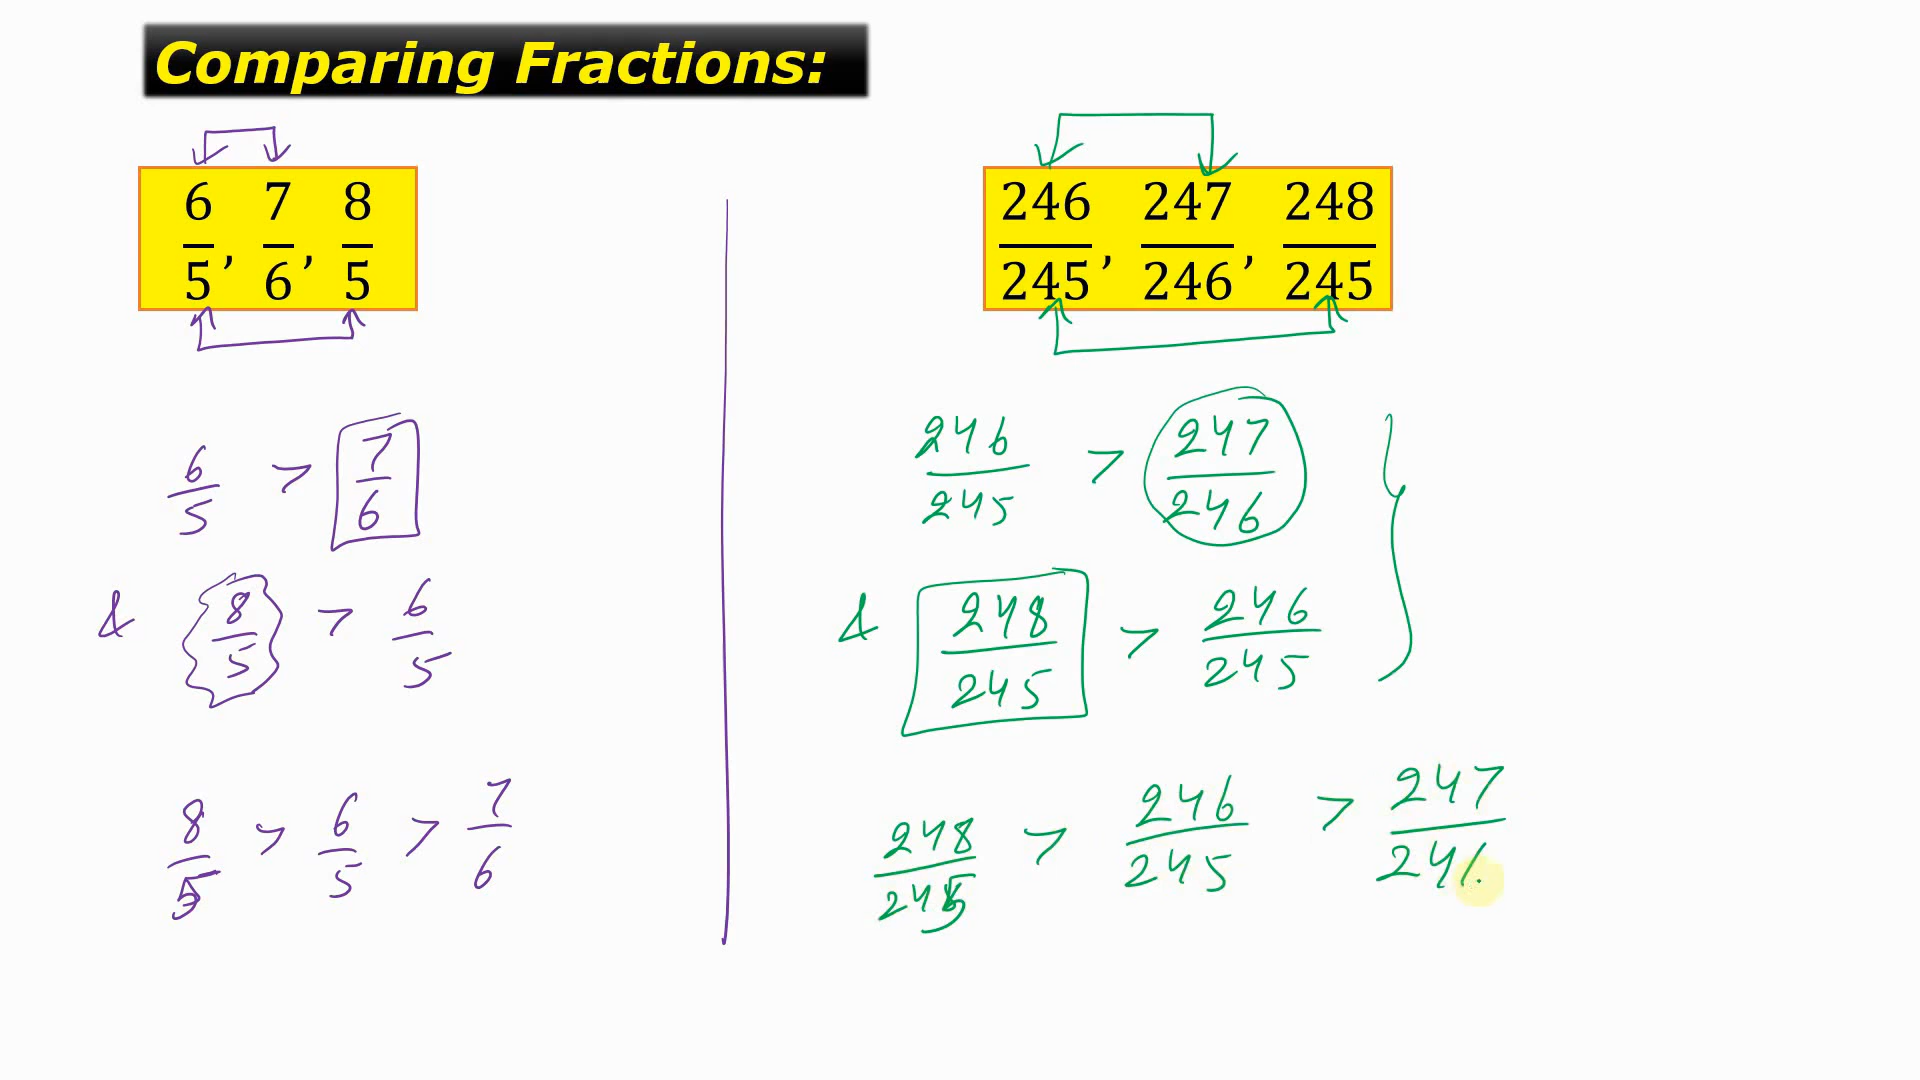 Comparing Fractions:
6/5, 7/6, 8/5
6/5 > 7/6
& 8/5 > 6/5
8/5 > 6/5 > 7/6
246/245, 247/246, 248/245
246/245 > 247/246
& 248/245 > 246/245
248/245 > 246/245 > 247/246